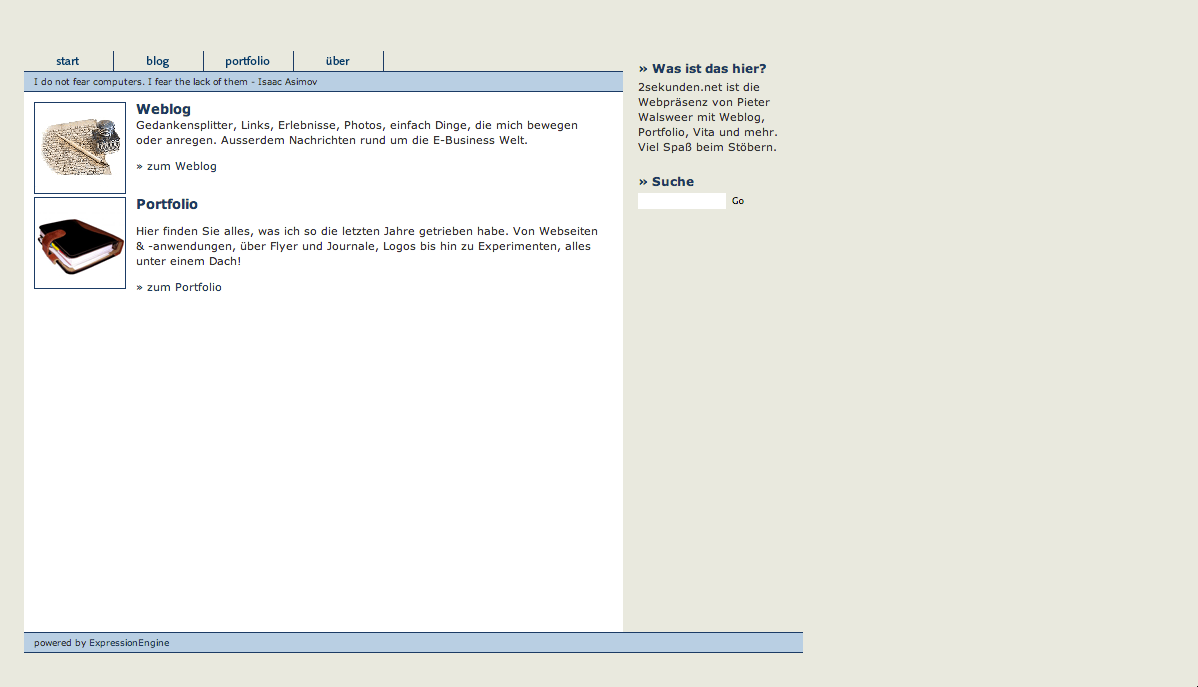 start blog portfolio über
I do not fear computers. I fear the lack of them - Isaac Asimov
Weblog
Gedankensplitter, Links, Erlebnisse, Photos, einfach Dinge, die mich bewegen
oder anregen. Ausserdem Nachrichten rund um die E-Business Welt.
» zum Weblog
Portfolio
Hier finden Sie alles, was ich so die letzten Jahre getrieben habe. Von Webseiten
& -anwendungen, über Flyer und Journale, Logos bis hin zu Experimenten, alles
unter einem Dach!
» zum Portfolio
» Was ist das hier?
2sekunden.net ist die
Webpräsenz von Pieter
Walsweer mit Weblog,
Portfolio, Vita und mehr.
Viel Spaß beim Stöbern.
» Suche
Go
powered by ExpressionEngine